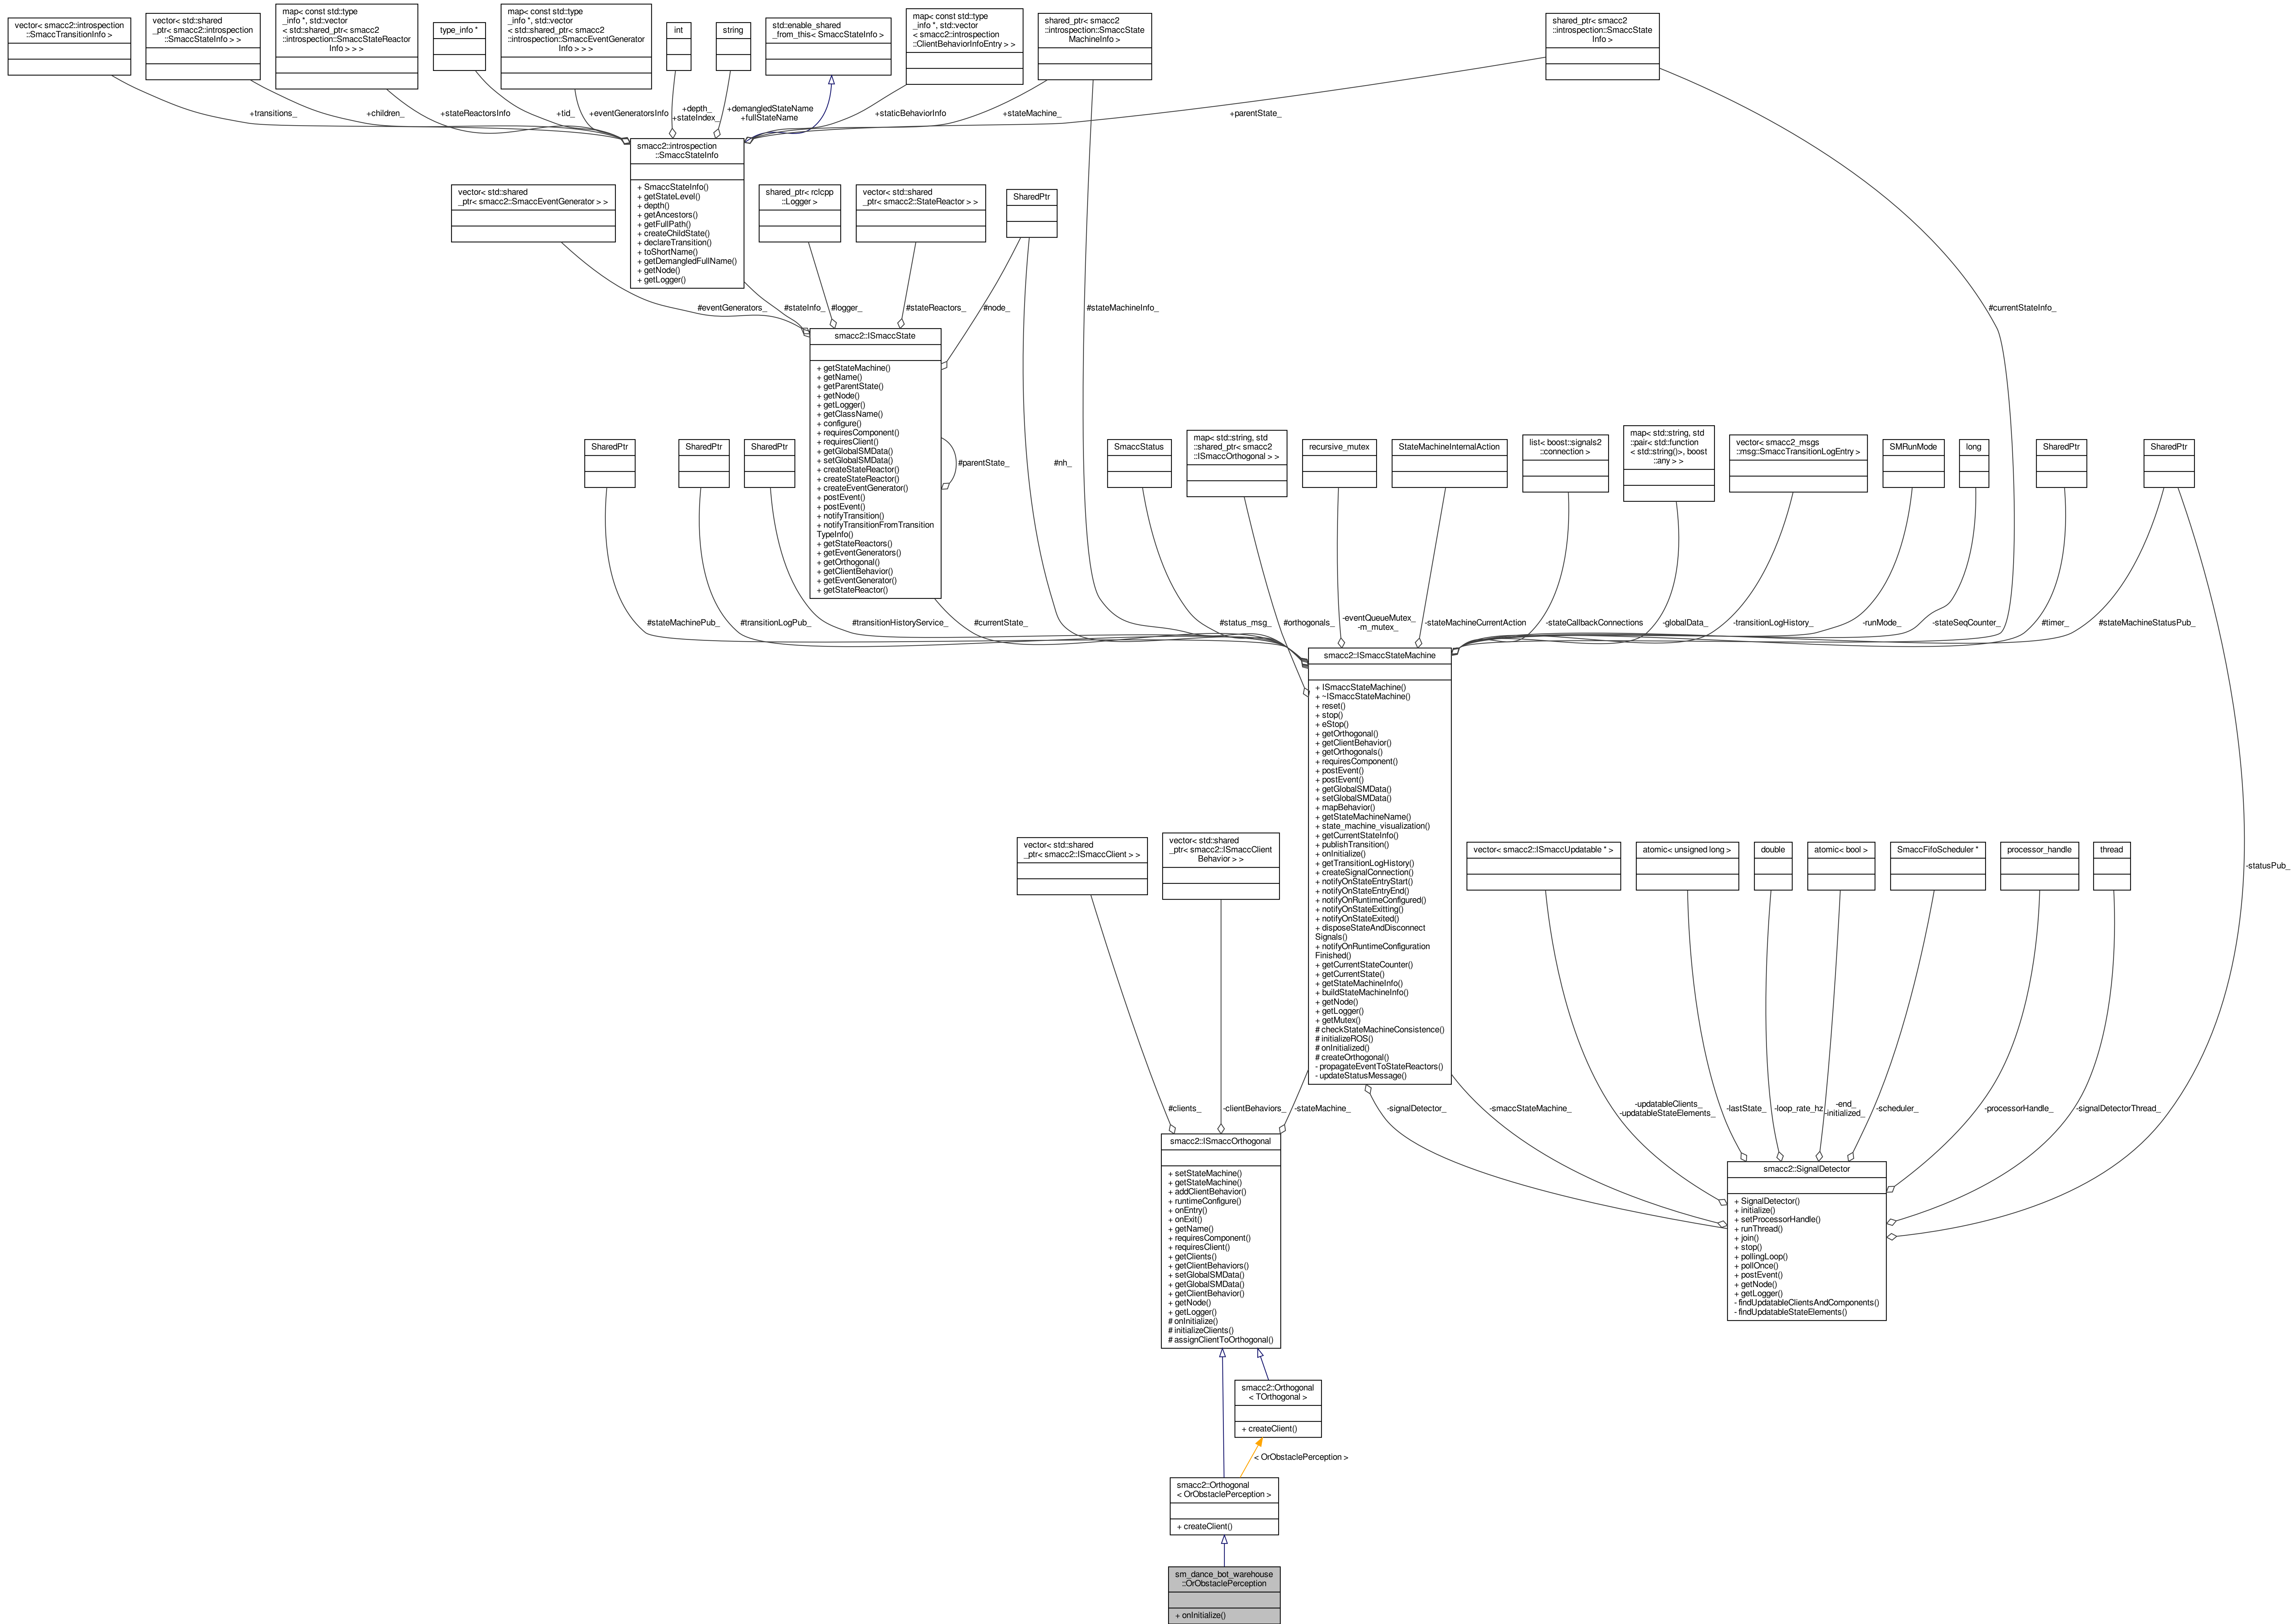 vector< smacc2::introspection
::SmaccTransitionInfo >
vector< std::shared
_ptr< smacc2::introspection
::SmaccStateInfo > >
map< const std::type
_info *, std::vector
< std::shared_ptr< smacc2
::introspection::SmaccStateReactor
Info > > >
type_info *
map< const std::type
_info *, std::vector
< std::shared_ptr< smacc2
::introspection::SmaccEventGenerator
Info > > >
int
string
std::enable_shared
_from_this< SmaccStateInfo >
map< const std::type
_info *, std::vector
< smacc2::introspection
::ClientBehaviorInfoEntry > >
shared_ptr< smacc2
::introspection::SmaccState
MachineInfo >
shared_ptr< smacc2
::introspection::SmaccState
Info >
+transitions_
+children_
+stateReactorsInfo
+tid_
+eventGeneratorsInfo
+depth_
+stateIndex_
+demangledStateName
+fullStateName
+staticBehaviorInfo
+stateMachine_
+parentState_
smacc2::introspection
::SmaccStateInfo
+ SmaccStateInfo()
+ getStateLevel()
+ depth()
+ getAncestors()
+ getFullPath()
+ createChildState()
+ declareTransition()
+ toShortName()
+ getDemangledFullName()
+ getNode()
+ getLogger()
vector< std::shared
_ptr< smacc2::SmaccEventGenerator > >
shared_ptr< rclcpp
::Logger >
vector< std::shared
_ptr< smacc2::StateReactor > >
SharedPtr
#eventGenerators_
#stateInfo_
#logger_
#stateReactors_
#node_
#stateMachineInfo_
#currentStateInfo_
smacc2::ISmaccState
+ getStateMachine()
+ getName()
+ getParentState()
+ getNode()
+ getLogger()
+ getClassName()
+ configure()
+ requiresComponent()
+ requiresClient()
+ getGlobalSMData()
+ setGlobalSMData()
+ createStateReactor()
+ createStateReactor()
+ createEventGenerator()
+ postEvent()
+ postEvent()
+ notifyTransition()
+ notifyTransitionFromTransition
TypeInfo()
+ getStateReactors()
+ getEventGenerators()
+ getOrthogonal()
+ getClientBehavior()
+ getEventGenerator()
+ getStateReactor()
#parentState_
#nh_
SharedPtr
SharedPtr
SharedPtr
SmaccStatus
map< std::string, std
::shared_ptr< smacc2
::ISmaccOrthogonal > >
recursive_mutex
StateMachineInternalAction
list< boost::signals2
::connection >
map< std::string, std
::pair< std::function
< std::string()>, boost
::any > >
vector< smacc2_msgs
::msg::SmaccTransitionLogEntry >
SMRunMode
long
SharedPtr
SharedPtr
#stateMachinePub_
#transitionLogPub_
#transitionHistoryService_
#currentState_
#status_msg_
#orthogonals_
-eventQueueMutex_
-m_mutex_
-stateMachineCurrentAction
-stateCallbackConnections
-globalData_
-transitionLogHistory_
-runMode_
-stateSeqCounter_
#timer_
#stateMachineStatusPub_
smacc2::ISmaccStateMachine
+ ISmaccStateMachine()
+ ~ISmaccStateMachine()
+ reset()
+ stop()
+ eStop()
+ getOrthogonal()
+ getClientBehavior()
+ getOrthogonals()
+ requiresComponent()
+ postEvent()
+ postEvent()
+ getGlobalSMData()
+ setGlobalSMData()
+ mapBehavior()
+ getStateMachineName()
+ state_machine_visualization()
+ getCurrentStateInfo()
+ publishTransition()
+ onInitialize()
+ getTransitionLogHistory()
+ createSignalConnection()
+ notifyOnStateEntryStart()
+ notifyOnStateEntryEnd()
+ notifyOnRuntimeConfigured()
+ notifyOnStateExitting()
+ notifyOnStateExited()
+ disposeStateAndDisconnect
Signals()
+ notifyOnRuntimeConfiguration
Finished()
+ getCurrentStateCounter()
+ getCurrentState()
+ getStateMachineInfo()
+ buildStateMachineInfo()
+ getNode()
+ getLogger()
+ getMutex()
# checkStateMachineConsistence()
# initializeROS()
# onInitialized()
# createOrthogonal()
- propagateEventToStateReactors()
- updateStatusMessage()
vector< std::shared
_ptr< smacc2::ISmaccClient > >
vector< std::shared
_ptr< smacc2::ISmaccClient
Behavior > >
vector< smacc2::ISmaccUpdatable * >
atomic< unsigned long >
double
atomic< bool >
SmaccFifoScheduler *
processor_handle
thread
-statusPub_
#clients_
-clientBehaviors_
-stateMachine_
-signalDetector_
-smaccStateMachine_
-updatableClients_
-updatableStateElements_
-lastState_
-loop_rate_hz
-end_
-initialized_
-scheduler_
-processorHandle_
-signalDetectorThread_
smacc2::ISmaccOrthogonal
+ setStateMachine()
+ getStateMachine()
+ addClientBehavior()
+ runtimeConfigure()
+ onEntry()
+ onExit()
+ getName()
+ requiresComponent()
+ requiresClient()
+ getClients()
+ getClientBehaviors()
+ setGlobalSMData()
+ getGlobalSMData()
+ getClientBehavior()
+ getNode()
+ getLogger()
# onInitialize()
# initializeClients()
# assignClientToOrthogonal()
smacc2::SignalDetector
+ SignalDetector()
+ initialize()
+ setProcessorHandle()
+ runThread()
+ join()
+ stop()
+ pollingLoop()
+ pollOnce()
+ postEvent()
+ getNode()
+ getLogger()
- findUpdatableClientsAndComponents()
- findUpdatableStateElements()
smacc2::Orthogonal
< TOrthogonal >
+ createClient()
< OrObstaclePerception >
smacc2::Orthogonal
< OrObstaclePerception >
+ createClient()
sm_dance_bot_warehouse
::OrObstaclePerception
+ onInitialize()